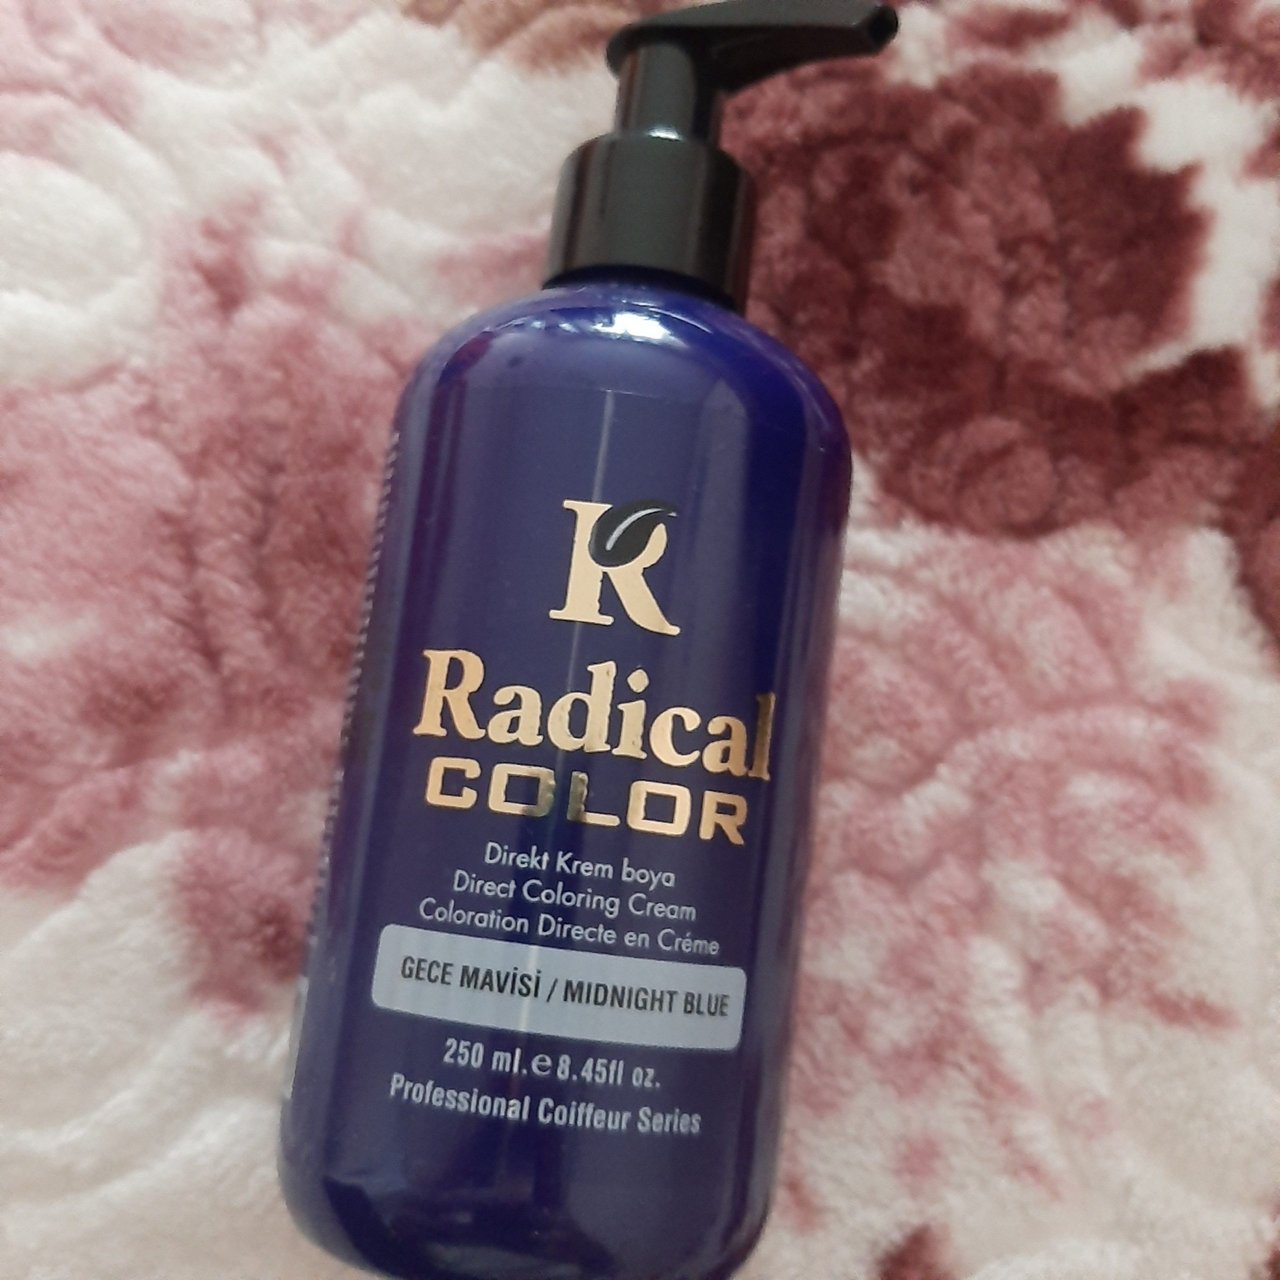 R
Radical
COLOR
Direkt Krem boya
Direct Coloring Cream
Coloration Directe en Créme
GECE MAVİSİ / MIDNIGHT BLUE
250 ml. e 8.45fl oz.
Professional Coiffeur Series